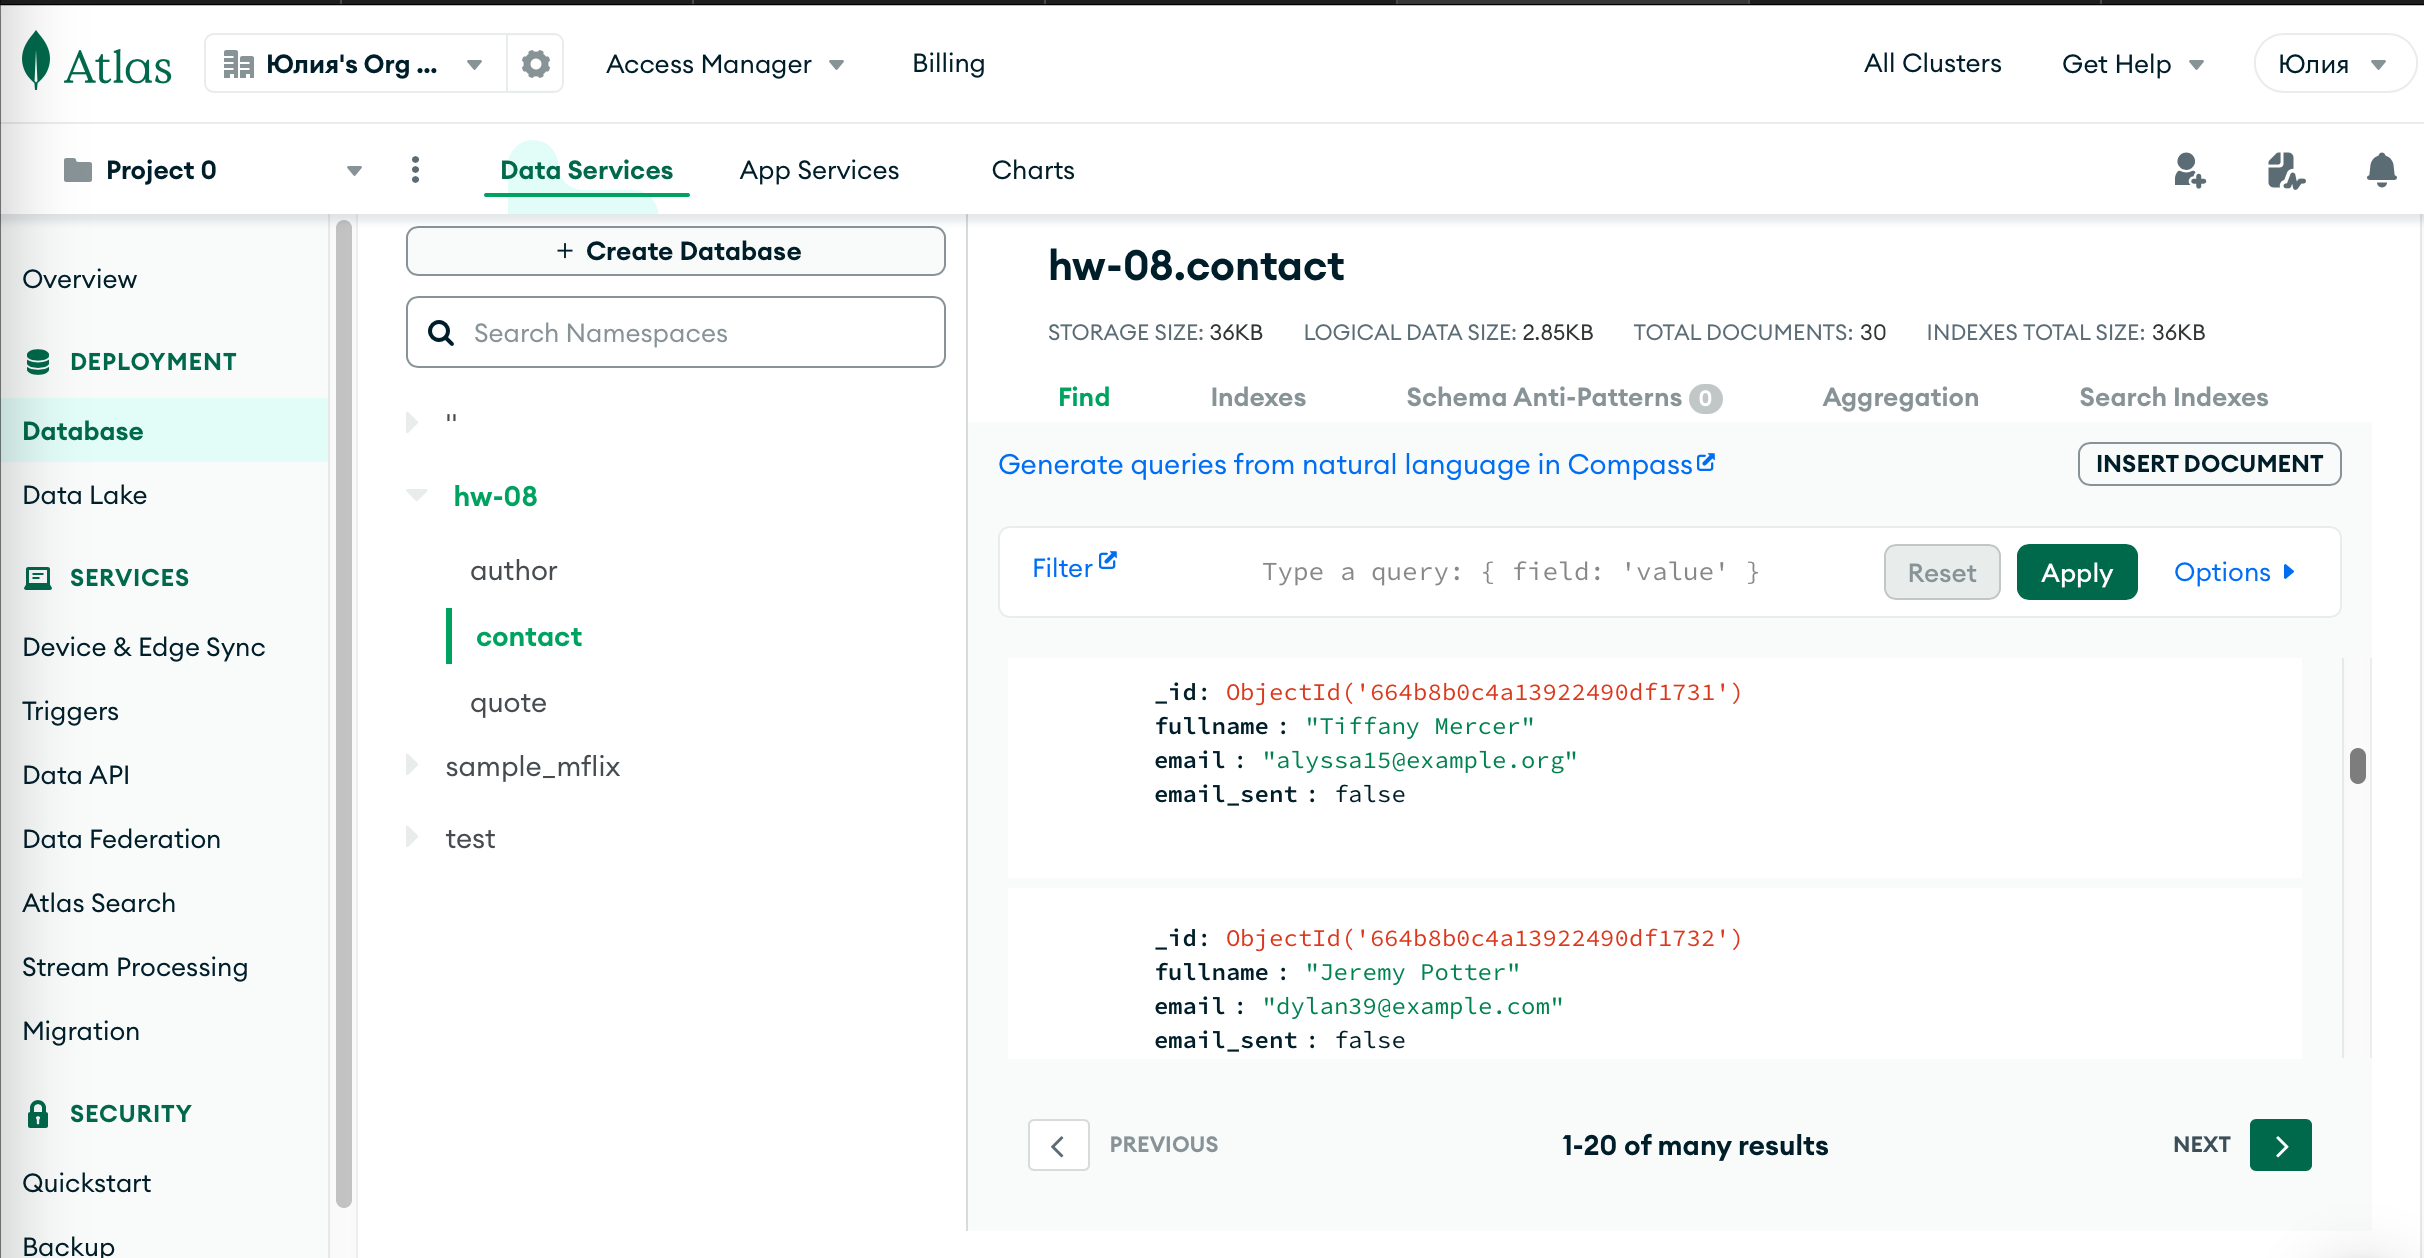 Atlas
Юлия's Org ...
Access Manager
Billing
All Clusters
Get Help
Юлия
Project 0
Data Services
App Services
Charts
Overview
DEPLOYMENT
Database
Data Lake
SERVICES
Device & Edge Sync
Triggers
Data API
Data Federation
Atlas Search
Stream Processing
Migration
SECURITY
Quickstart
Backup
+ Create Database
Search Namespaces
"
hw-08
author
contact
quote
sample_mflix
test
hw-08.contact
STORAGE SIZE: 36KB
LOGICAL DATA SIZE: 2.85KB
TOTAL DOCUMENTS: 30
INDEXES TOTAL SIZE: 36KB
Find
Indexes
Schema Anti-Patterns 0
Aggregation
Search Indexes
Generate queries from natural language in Compass
INSERT DOCUMENT
Filter
Type a query: { field: 'value' }
Reset
Apply
Options
_id: ObjectId('664b8b0c4a13922490df1731')
fullname : "Tiffany Mercer"
email : "alyssa15@example.org"
email_sent : false
_id: ObjectId('664b8b0c4a13922490df1732')
fullname : "Jeremy Potter"
email : "dylan39@example.com"
email_sent : false
PREVIOUS
1-20 of many results
NEXT